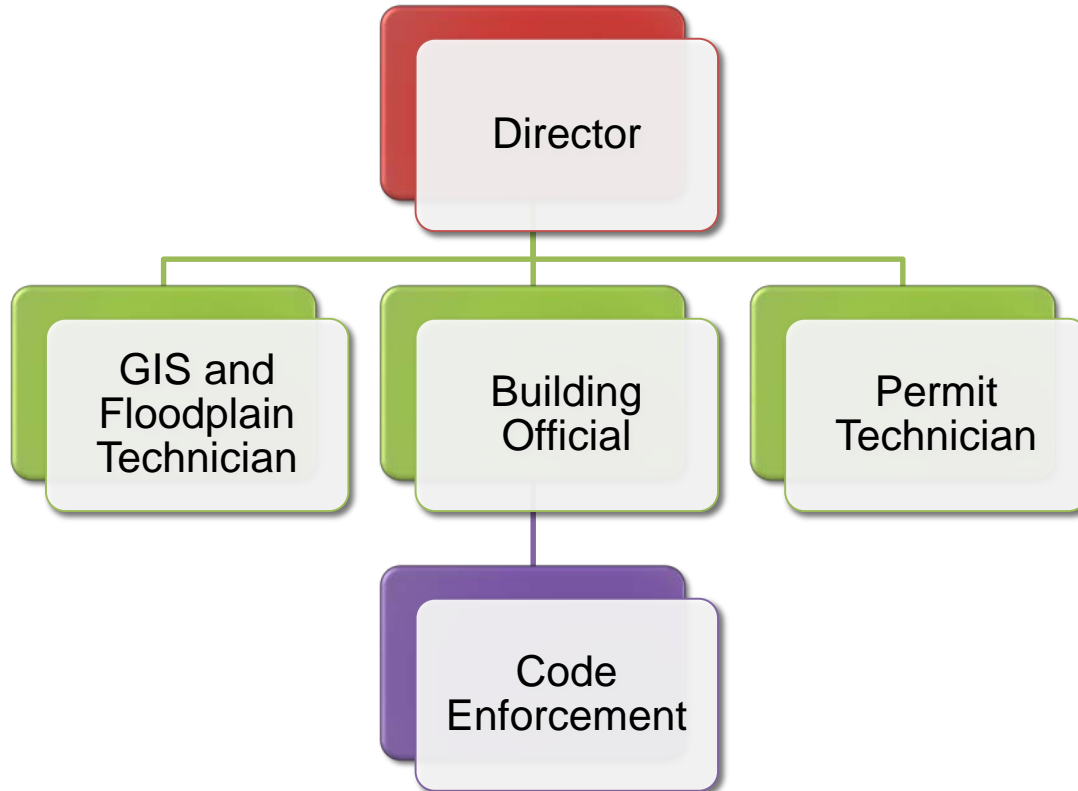 Director
GIS and
Floodplain
Technician
Building
Official
Permit
Technician
Code
Enforcement